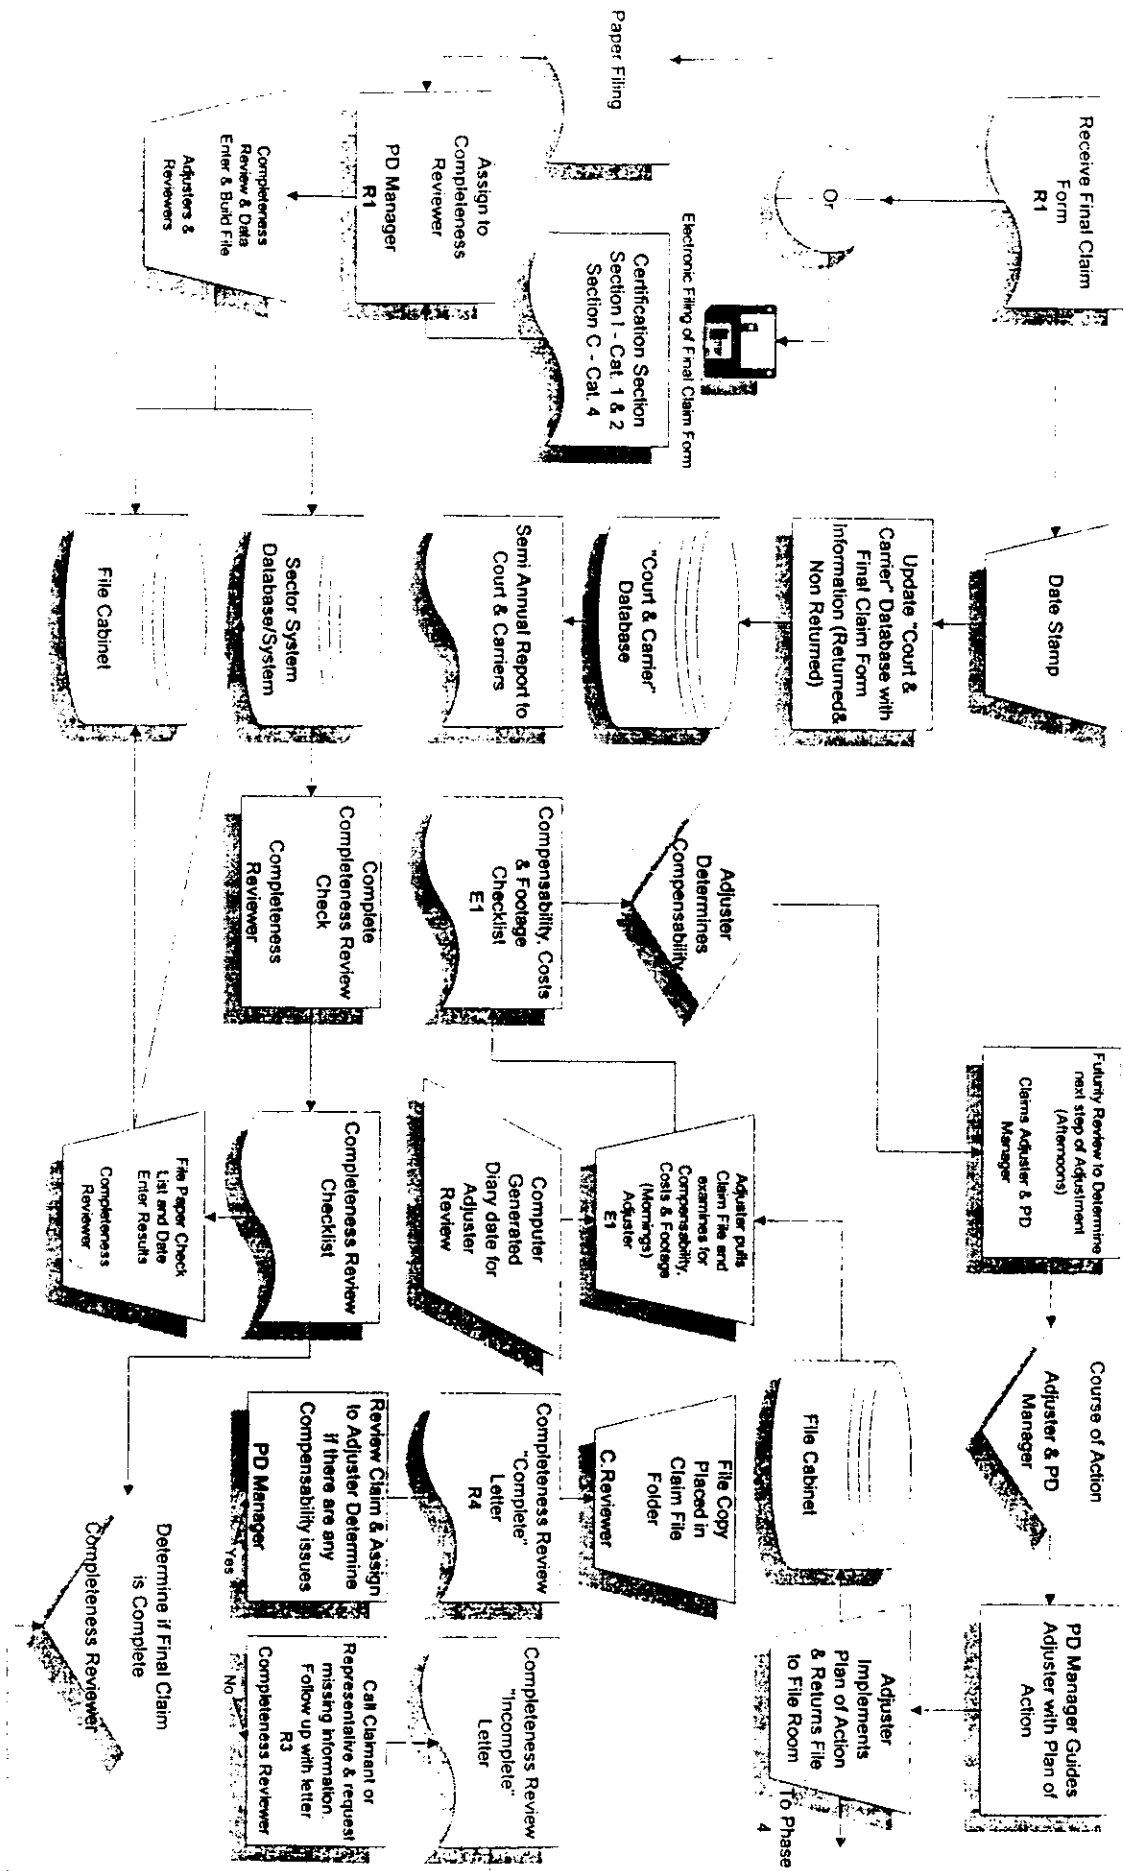 Receive Final Claim
Form
R1
Or
Paper Filing
Electronic Filing of Final Claim Form
Certification Section
Section I - Cat. 1 & 2
Section C - Cat. 4
Assign to
Completeness
Reviewer
PD Manager
R1
Completeness
Review & Data
Enter & Build File
Adjusters &
Reviewers
Date Stamp
Update "Court &
Carrier" Database with
Final Claim Form
Information (Returned&
Non Returned)
"Court & Carrier"
Database
Semi Annual Report to
Court & Carriers
Sector System
Database/System
File Cabinet
Adjuster
Determines
Compensability
Compensability, Costs
& Footage
Checklist
E1
Complete
Completeness Review
Check
Completeness
Reviewer
Futurity Review to Determine
next step of Adjustment
(Afternoons)
Claims Adjuster & PD
Manager
Adjuster pulls
Claim File and
examines for
Compensability,
Costs & Footage
(Mornings)
E1
Adjuster
Computer
Generated
Diary date for
Adjuster
Review
Completeness Review
Checklist
File Paper Check
List and Date
Enter Results
Completeness
Reviewer
Course of Action
Adjuster & PD
Manager
File Cabinet
File Copy
Placed in
Claim File
Folder
C.Reviewer
Completeness Review
"Complete"
Letter
R4
Review Claim & Assign
to Adjuster Determine
if there are any
Compensability issues
PD Manager
Yes
Determine if Final Claim
is Complete
Completeness Reviewer
PD Manager Guides
Adjuster with Plan of
Action
Adjuster
Implements
Plan of Action
& Returns File
to File Room
To Phase
4
Completeness Review
"Incomplete"
Letter
Call Claimant or
Representative & request
missing information.
Follow up with letter
R3
Completeness Reviewer
No